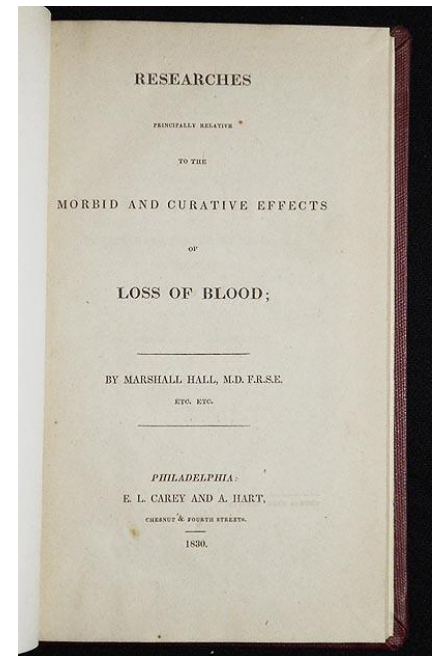 RESEARCHES
PRINCIPALLY RELATIVE
TO THE
MORBID AND CURATIVE EFFECTS
OF
LOSS OF BLOOD;
BY MARSHALL HALL, M.D. F.R.S.E.
ETC. ETC.
PHILADELPHIA:
E. L. CAREY AND A. HART,
CHESNUT & FOURTH STREETS.
1830.